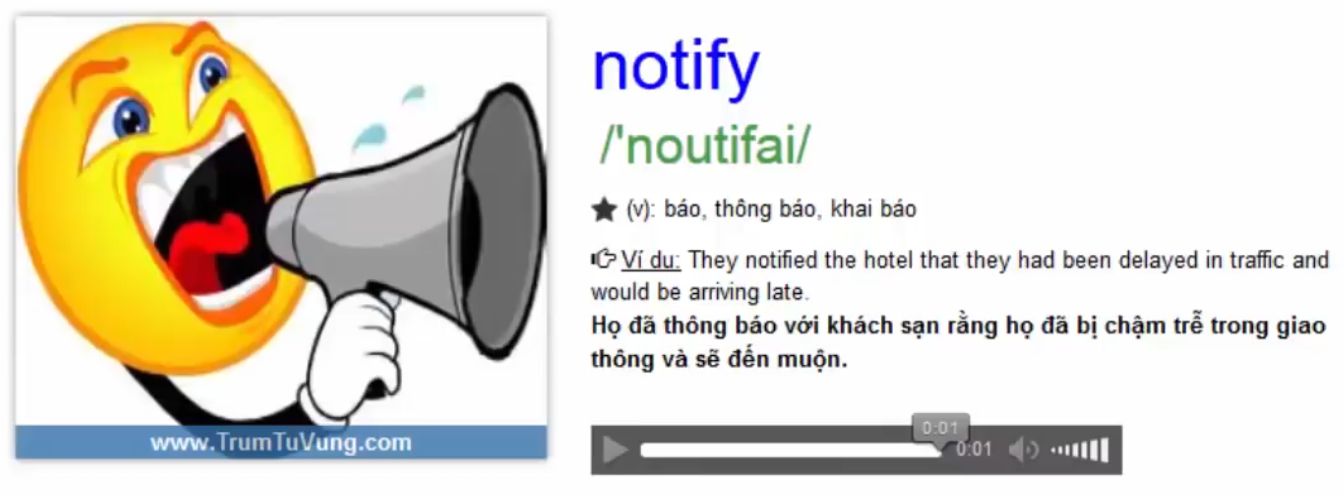 notify
/'noutifai/
(v): báo, thông báo, khai báo
Ví du: They notified the hotel that they had been delayed in traffic and
would be arriving late.
Họ đã thông báo với khách sạn rằng họ đã bị chậm trễ trong giao
thông và sẽ đến muộn.
www.TrumTuVung.com
0:01
0:01